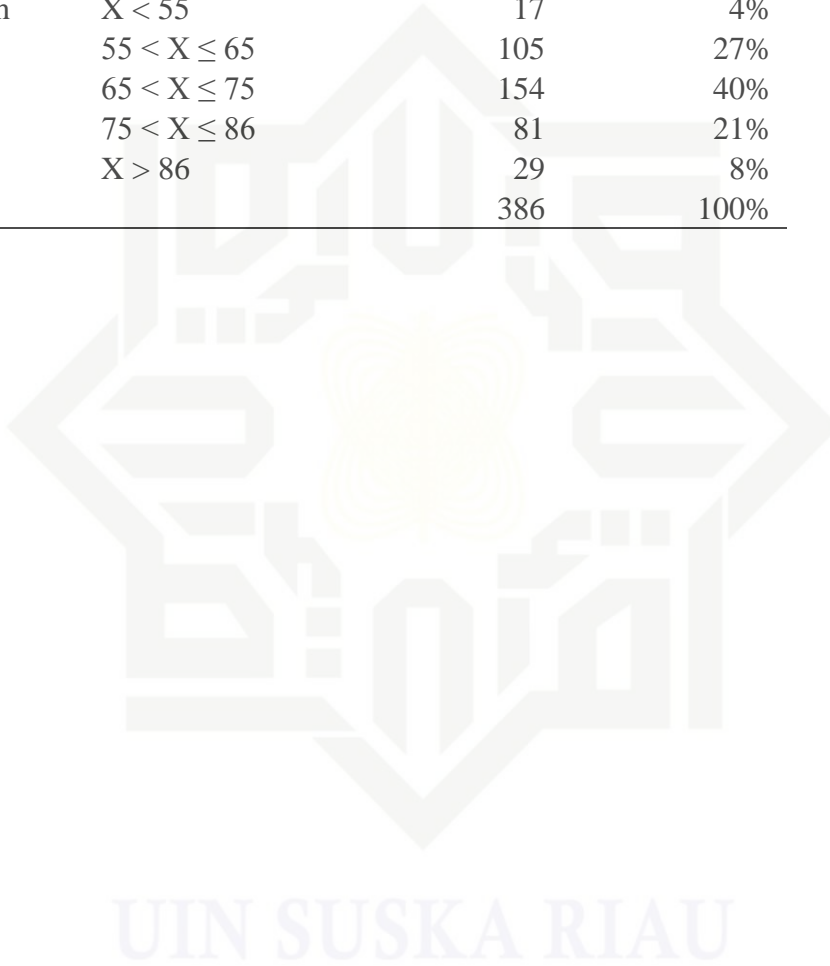 X < 55 17 4%
55 < X ≤ 65 105 27%
65 < X ≤ 75 154 40%
75 < X ≤ 86 81 21%
X > 86 29 8%
386 100%
UIN SUSKA RIAU